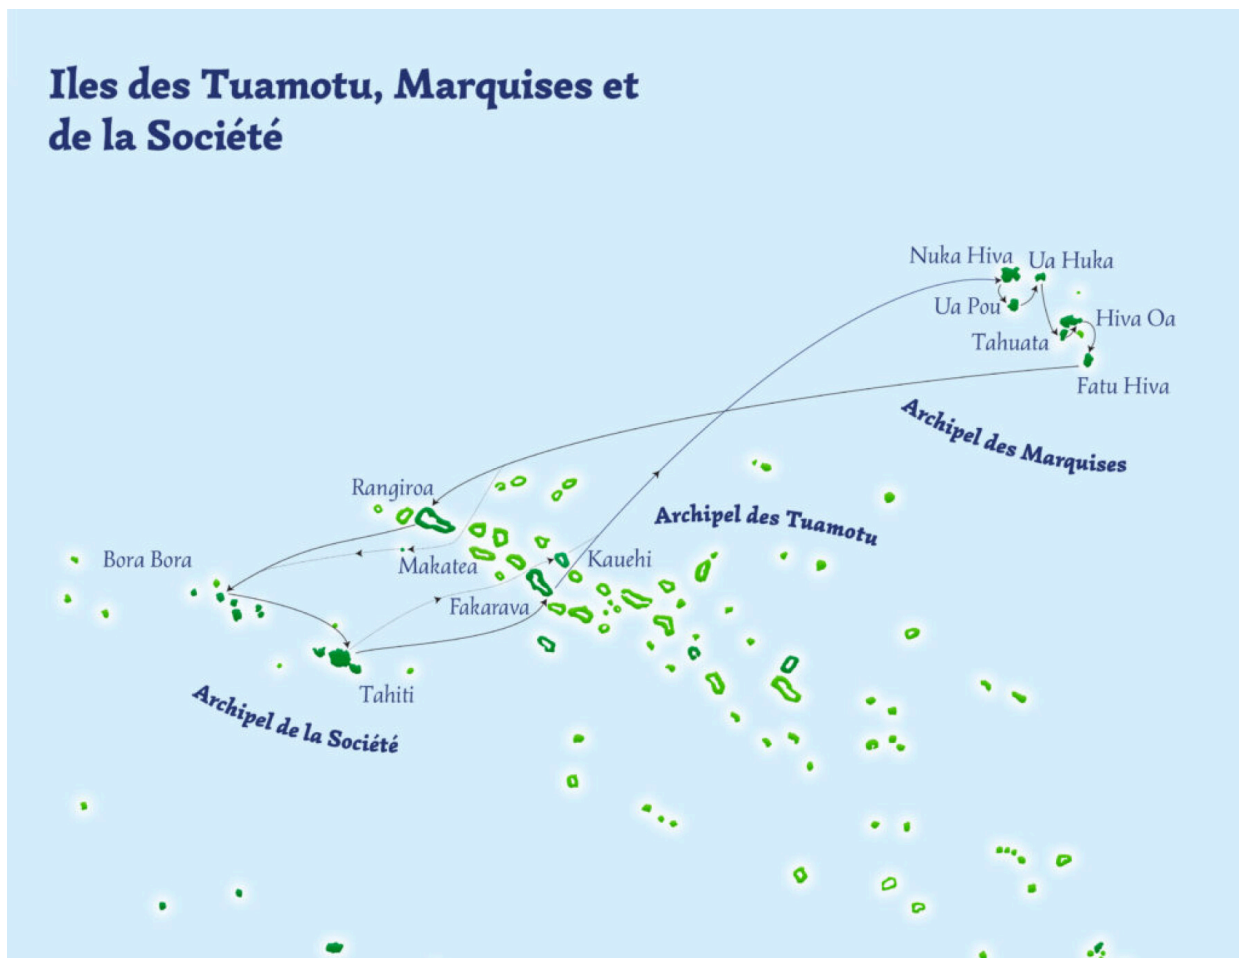 Iles des Tuamotu, Marquises et
de la Société
Nuka Hiva
Ua Huka
Ua Pou
Hiva Oa
Tahuata
Fatu Hiva
Archipel des Marquises
Rangiroa
Archipel des Tuamotu
Bora Bora
Makatea
Kauehi
Fakarava
Tahiti
Archipel de la Société